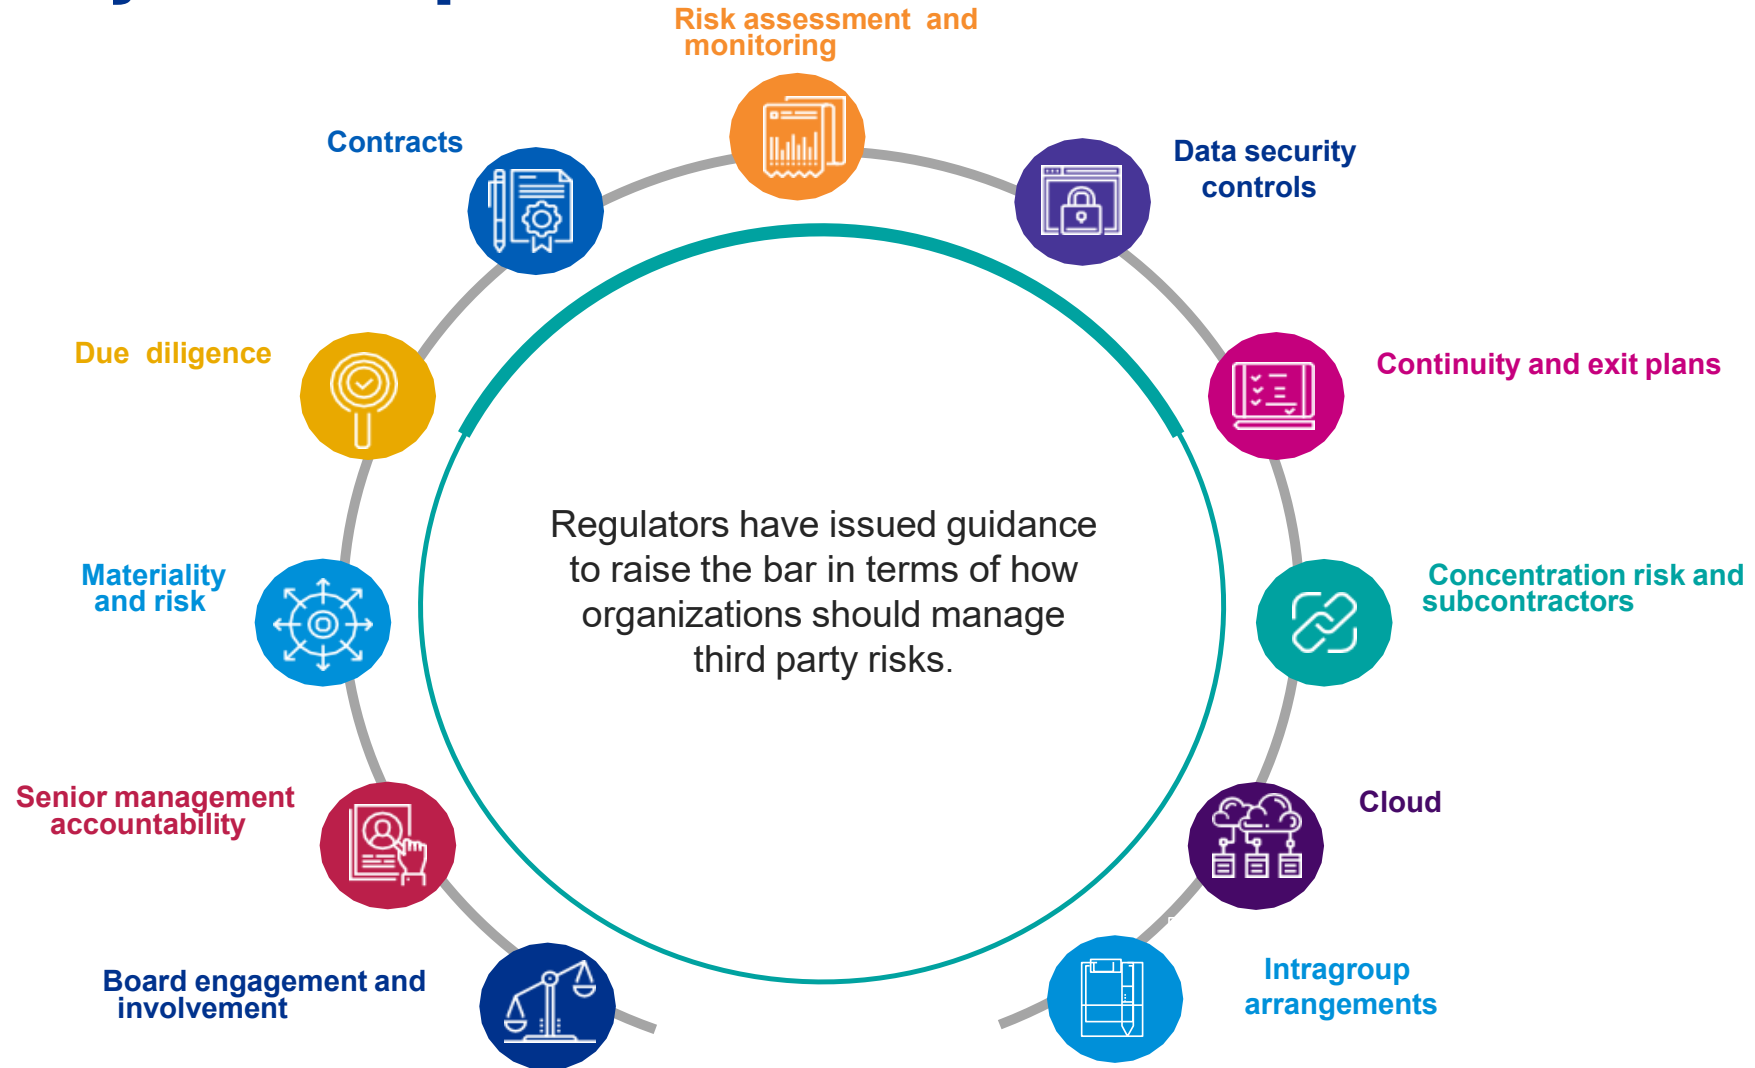 Risk assessment and
monitoring
Contracts
Data security
controls
Due diligence
Continuity and exit plans
Regulators have issued guidance
to raise the bar in terms of how
organizations should manage
third party risks.
Materiality
and risk
Concentration risk and
subcontractors
Senior management
accountability
Cloud
Board engagement and
involvement
Intragroup
arrangements